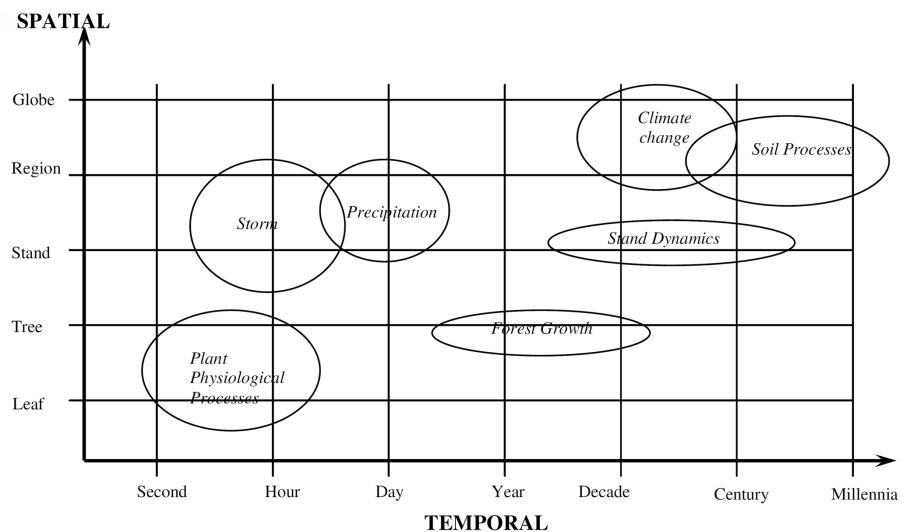 SPATIAL
Globe
Climate
change
Soil Processes
Region
Storm
Precipitation
Stand
Stand Dynamics
Tree
Forest Growth
Plant
Physiological
Processes
Leaf
Second
Hour
Day
Year
Decade
Century
Millennia
TEMPORAL